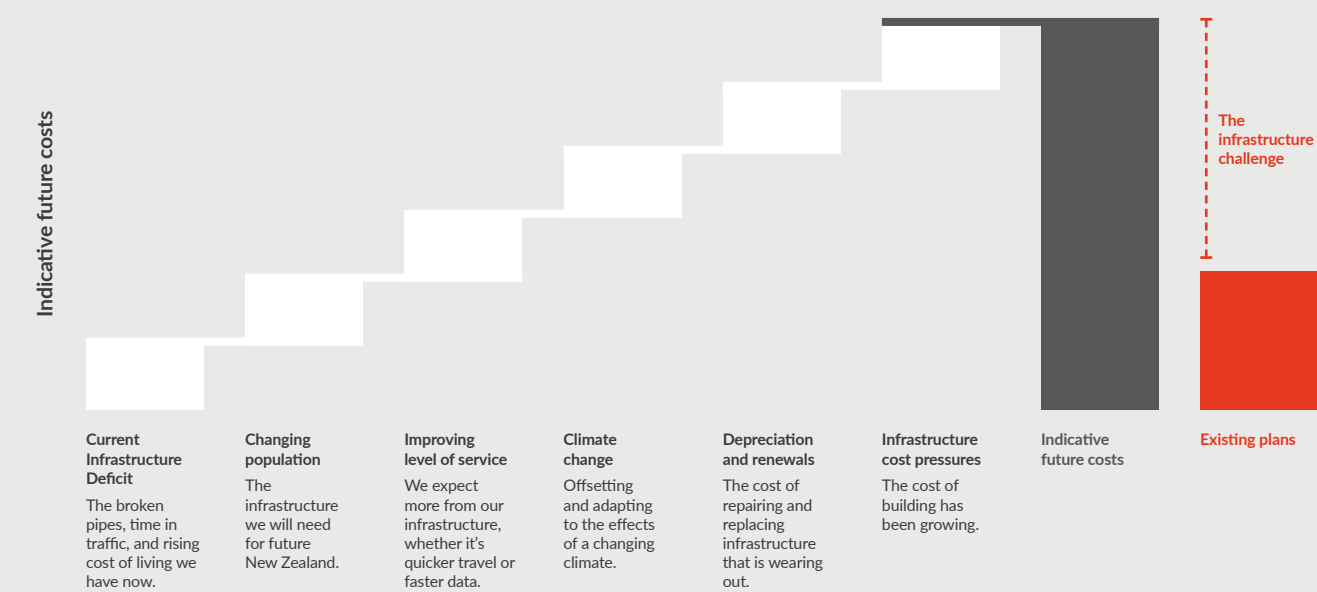 Indicative future costs
The
infrastructure
challenge
Current
Infrastructure
Deficit
The broken
pipes, time in
traffic, and rising
cost of living we
have now.
Changing
population
The
infrastructure
we will need
for future
New Zealand.
Improving
level of service
We expect
more from our
infrastructure,
whether it's
quicker travel or
faster data.
Climate
change
Offsetting
and adapting
to the effects
of a changing
climate.
Depreciation
and renewals
The cost of
repairing and
replacing
infrastructure
that is wearing
out.
Infrastructure
cost pressures
The cost of
building has
been growing.
Indicative
future costs
Existing plans